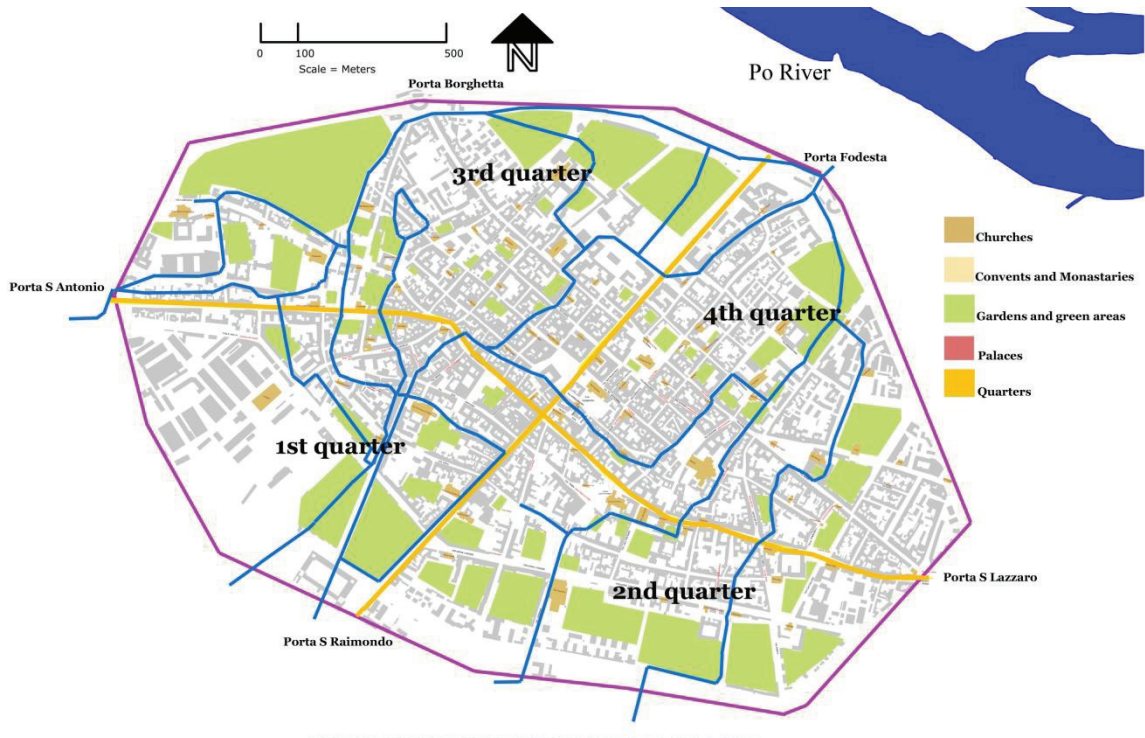 0 100 500
Scale = Meters
N
Po River
Porta Borghetta
Porta Fodesta
3rd quarter
Churches
Convents and Monastaries
Porta S Antonio
4th quarter
Gardens and green areas
Palaces
Quarters
1st quarter
Porta S Lazzaro
2nd quarter
Porta S Raimondo